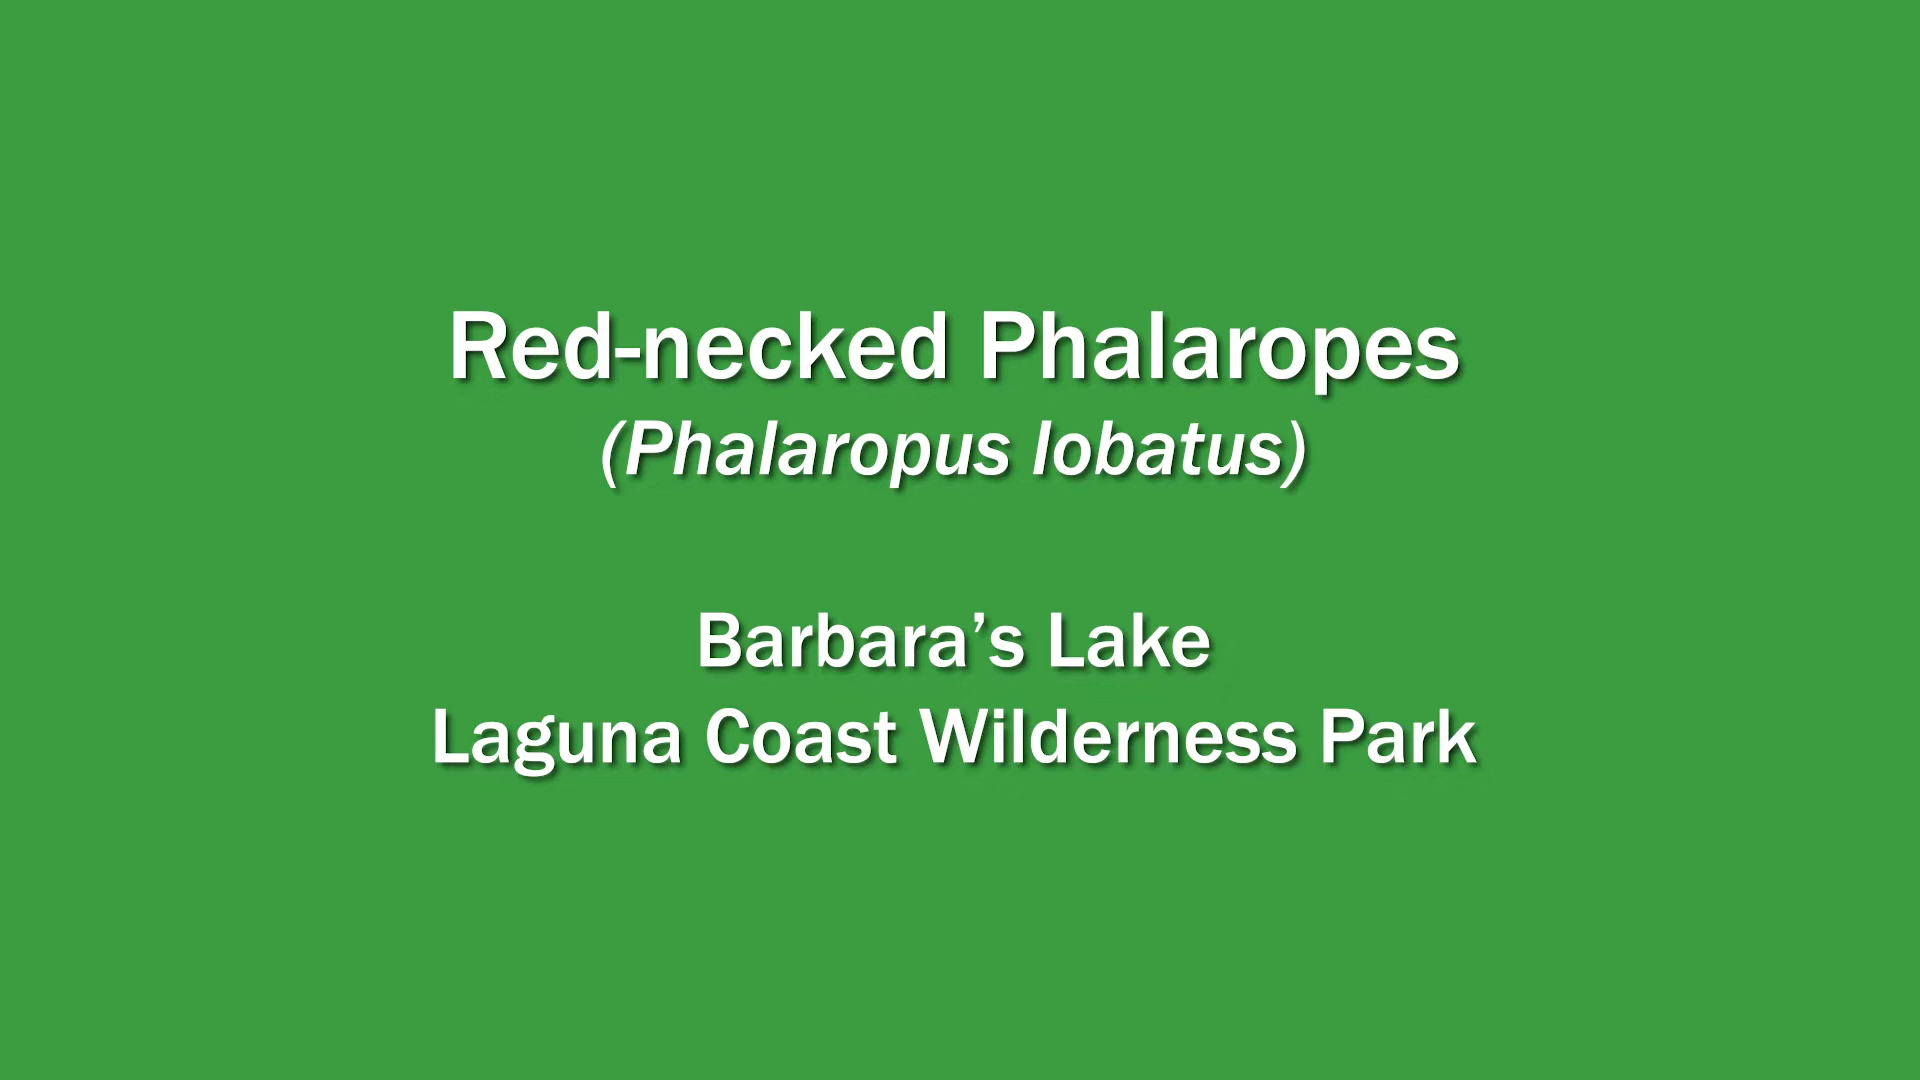 Red-necked Phalaropes
(Phalaropus lobatus)
Barbara’s Lake
Laguna Coast Wilderness Park